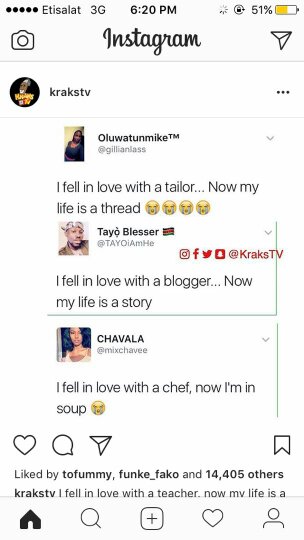 Etisalat 3G 6:20 PM 51%
Instagram
krakstv
Oluwatunmike™
@gillianlass
I fell in love with a tailor... Now my
life is a thread 😭😭😭😭
Tayọ̀ Blesser 🇰🇪
@TAYOiAmHe
@KraksTV
I fell in love with a blogger... Now
my life is a story
CHAVALA
@mixchavee
I fell in love with a chef, now I'm in
soup 😭
Liked by tofummy, funke_fako and 14,405 others
krakstv I fell in love with a teacher, now my life is a